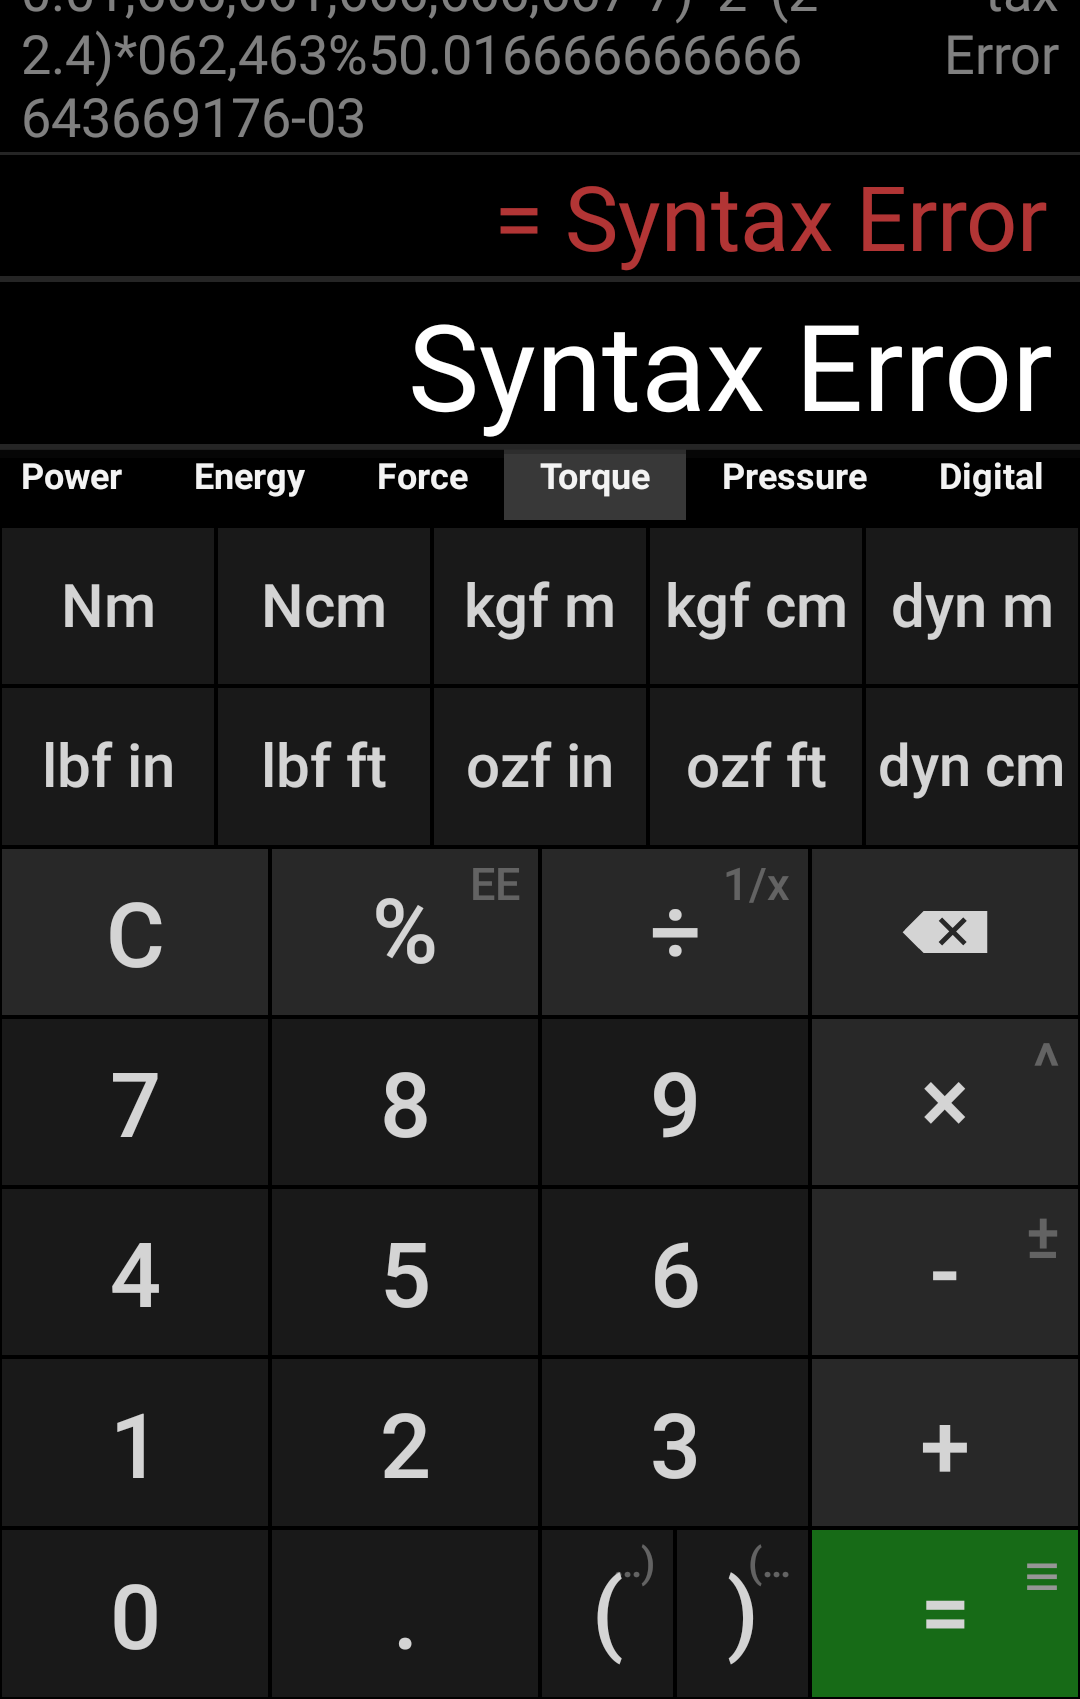 tax
2.4)*062,463%50.016666666666 Error
643669176-03
= Syntax Error
Syntax Error
Power Energy Force Torque Pressure Digital
Nm Ncm kgf m kgf cm dyn m
lbf in lbf ft ozf in ozf ft dyn cm
C % EE ÷ 1/x
7 8 9 × ^
4 5 6 - ±
1 2 3 +
0 . ( ..) ) (... = ≡